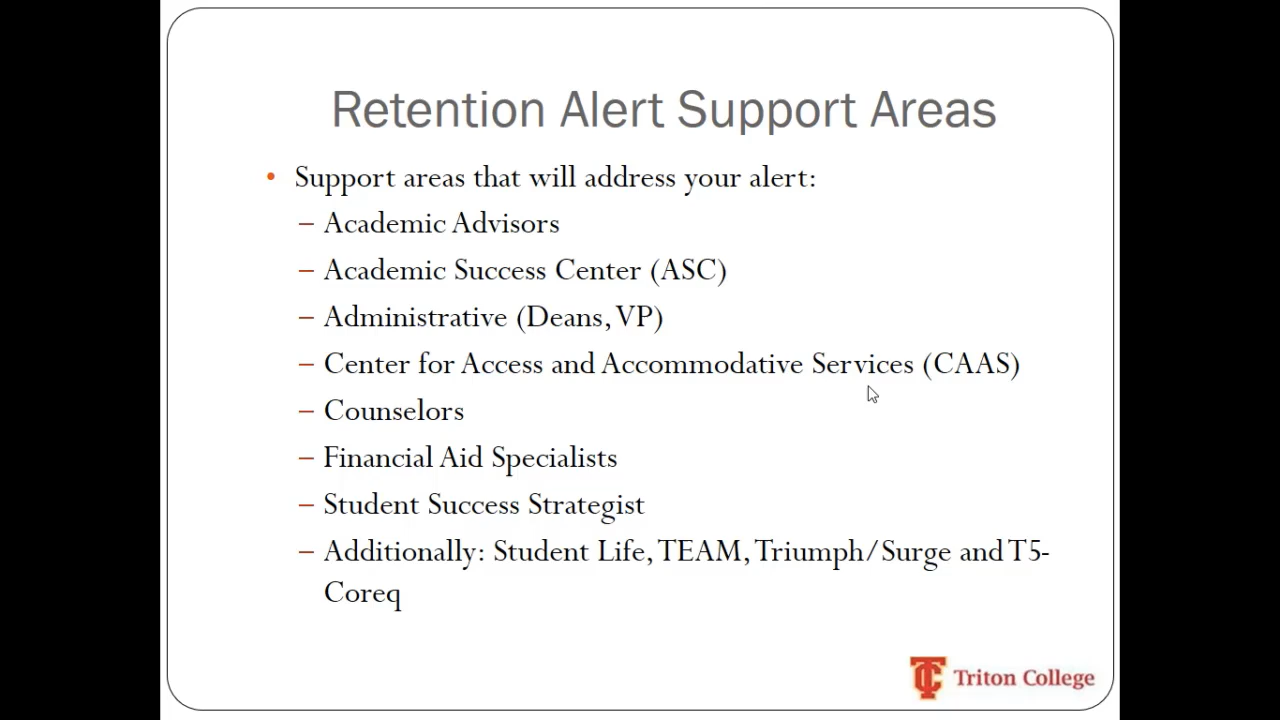 Retention Alert Support Areas
• Support areas that will address your alert:
– Academic Advisors
– Academic Success Center (ASC)
– Administrative (Deans, VP)
– Center for Access and Accommodative Services (CAAS)
– Counselors
– Financial Aid Specialists
– Student Success Strategist
– Additionally: Student Life, TEAM, Triumph/Surge and T5-
Coreq
TC Triton College